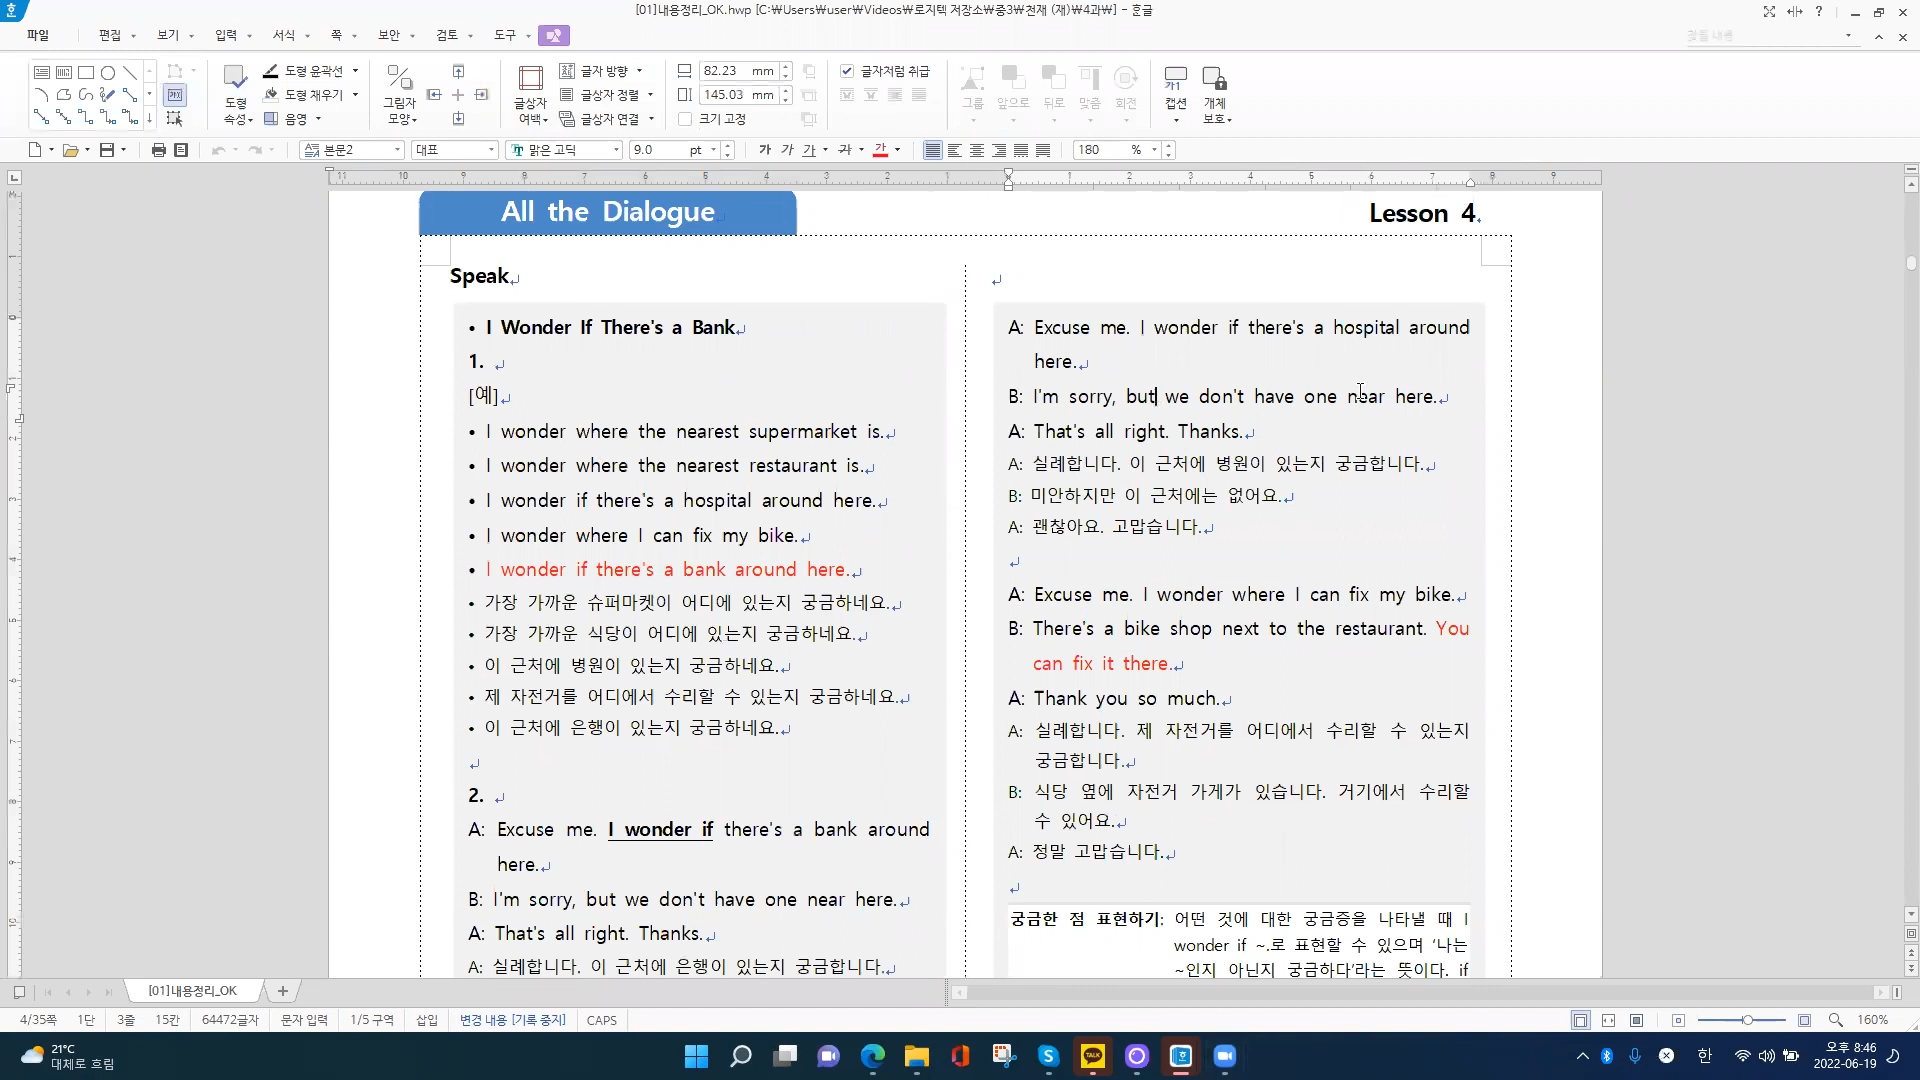 [01]내용정리_OK.hwp [C:₩Users₩user₩Videos₩로지텍 저장소₩중3₩천재 (재)₩4과₩] - 훈글
파일 편집 보기 입력 서식 쪽 보안 검토 도구
찾을 내용
도형 속성 도형 윤곽선 도형 채우기 음영 그림자 모양 글상자 여백 글자 방향 글상자 정렬 글상자 연결 82.23 mm 145.03 mm 크기 고정 글자처럼 취급 그룹 앞으로 뒤로 맞춤 회전 캡션 개체 보호
본문2 대표 맑은 고딕 9.0 pt 가 가 가 가 가 180 %
All the Dialogue
Lesson 4
Speak
• I Wonder If There's a Bank
1.
[예]
• I wonder where the nearest supermarket is.
• I wonder where the nearest restaurant is.
• I wonder if there's a hospital around here.
• I wonder where I can fix my bike.
• I wonder if there's a bank around here.
• 가장 가까운 슈퍼마켓이 어디에 있는지 궁금하네요.
• 가장 가까운 식당이 어디에 있는지 궁금하네요.
• 이 근처에 병원이 있는지 궁금하네요.
• 제 자전거를 어디에서 수리할 수 있는지 궁금하네요.
• 이 근처에 은행이 있는지 궁금하네요.
2.
A: Excuse me. I wonder if there's a bank around
here.
B: I'm sorry, but we don't have one near here.
A: That's all right. Thanks.
A: 실례합니다. 이 근처에 은행이 있는지 궁금합니다.
A: Excuse me. I wonder if there's a hospital around
here.
B: I'm sorry, but we don't have one near here.
A: That's all right. Thanks.
A: 실례합니다. 이 근처에 병원이 있는지 궁금합니다.
B: 미안하지만 이 근처에는 없어요.
A: 괜찮아요. 고맙습니다.
A: Excuse me. I wonder where I can fix my bike.
B: There's a bike shop next to the restaurant. You
can fix it there.
A: Thank you so much.
A: 실례합니다. 제 자전거를 어디에서 수리할 수 있는지
궁금합니다.
B: 식당 옆에 자전거 가게가 있습니다. 거기에서 수리할
수 있어요.
A: 정말 고맙습니다.
궁금한 점 표현하기: 어떤 것에 대한 궁금증을 나타낼 때 I
wonder if ~.로 표현할 수 있으며 '나는
~인지 아닌지 궁금하다'라는 뜻이다. if
[01]내용정리_OK
4/35쪽 1단 3줄 15칸 64472글자 문자 입력 1/5 구역 삽입 변경 내용 [기록 중지] CAPS 160%
21°C
대체로 흐림
TALK
한
오후 8:46
2022-06-19